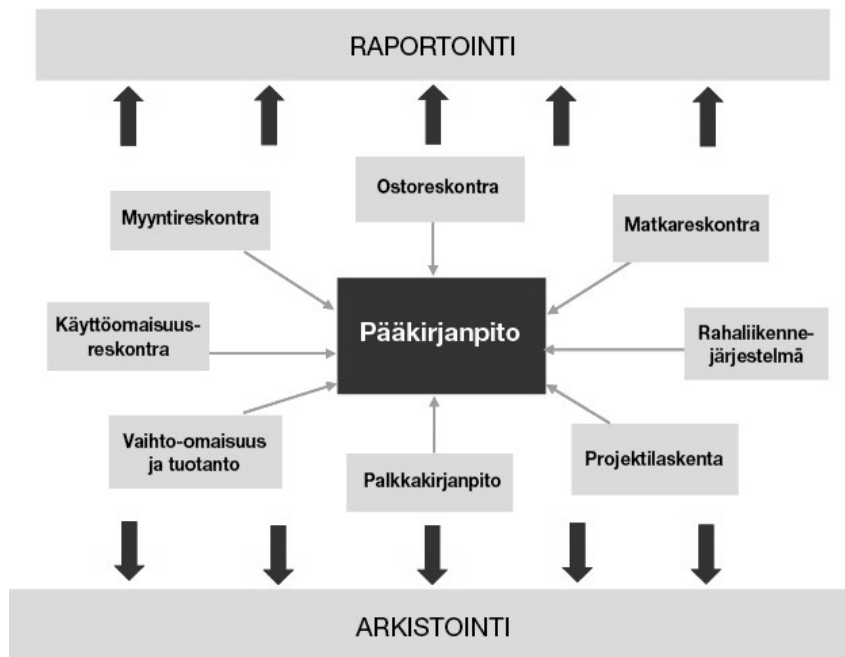 RAPORTOINTI
Ostoreskontra
Myyntireskontra
Matkareskontra
Käyttöomaisuus-
reskontra
Pääkirjanpito
Rahaliikenne-
järjestelmä
Vaihto-omaisuus
ja tuotanto
Palkkakirjanpito
Projektilaskenta
ARKISTOINTI